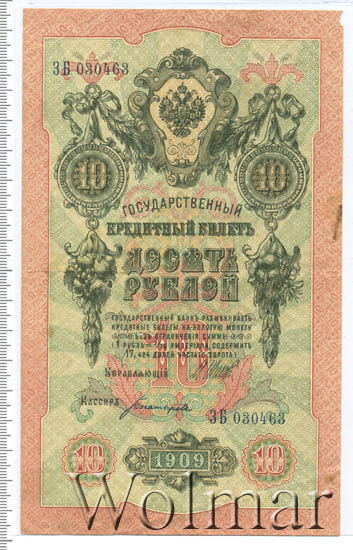 ЗБ 030463
10 10
ГОСУДАРСТВЕННЫЙ
КРЕДИТНЫЙ БИЛЕТЪ
ДЕСЯТЬ
РУБЛЕЙ
ГОСУДАРСТВЕННЫЙ БАНКЪ РАЗМѢНИВАЕТЪ
КРЕДИТНЫЕ БИЛЕТЫ НА ЗОЛОТУЮ МОНЕТУ
БЕЗЪ ОГРАНИЧЕНІЯ СУММЫ
(1 РУБЛЬ = 1/15 ИМПЕРІАЛА, СОДЕРЖИТЪ
17,424 ДОЛЕЙ ЧИСТАГО ЗОЛОТА)
10
УПРАВЛЯЮЩІЙ
КАССИРЪ
ЗБ 030463
10 1909 10
Wolmar